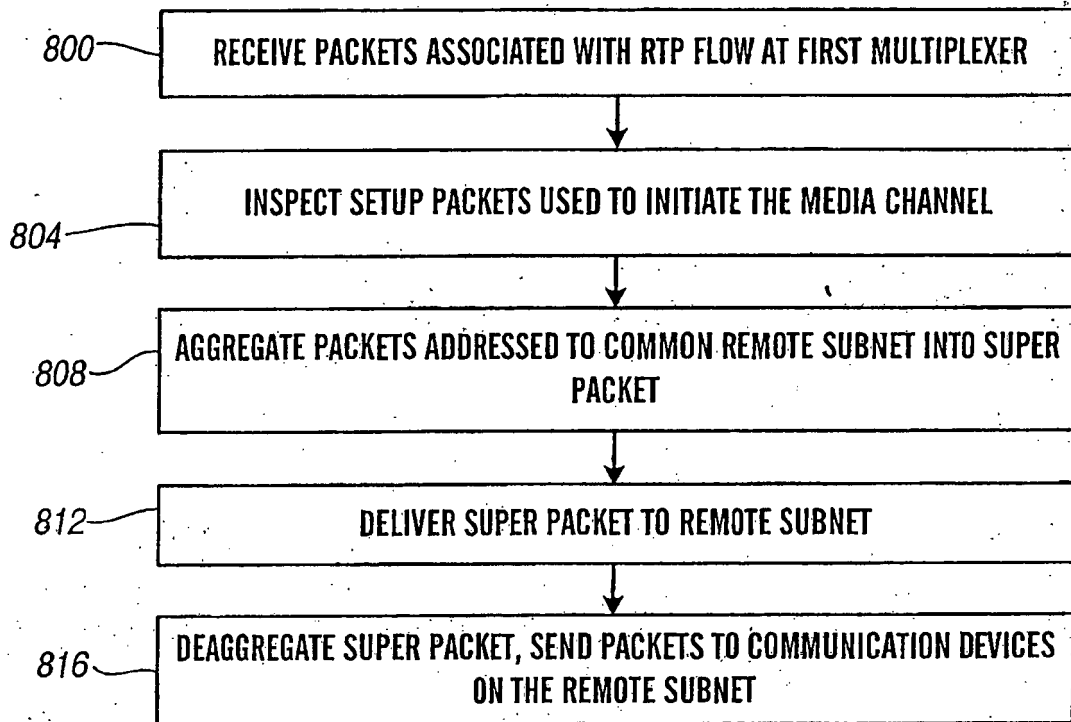 800
RECEIVE PACKETS ASSOCIATED WITH RTP FLOW AT FIRST MULTIPLEXER
INSPECT SETUP PACKETS USED TO INITIATE THE MEDIA CHANNEL
804
AGGREGATE PACKETS ADDRESSED TO COMMON REMOTE SUBNET INTO SUPER
PACKET
808
812
DELIVER SUPER PACKET TO REMOTE SUBNET
DEAGGREGATE SUPER PACKET, SEND PACKETS TO COMMUNICATION DEVICES
ON THE REMOTE SUBNET
816